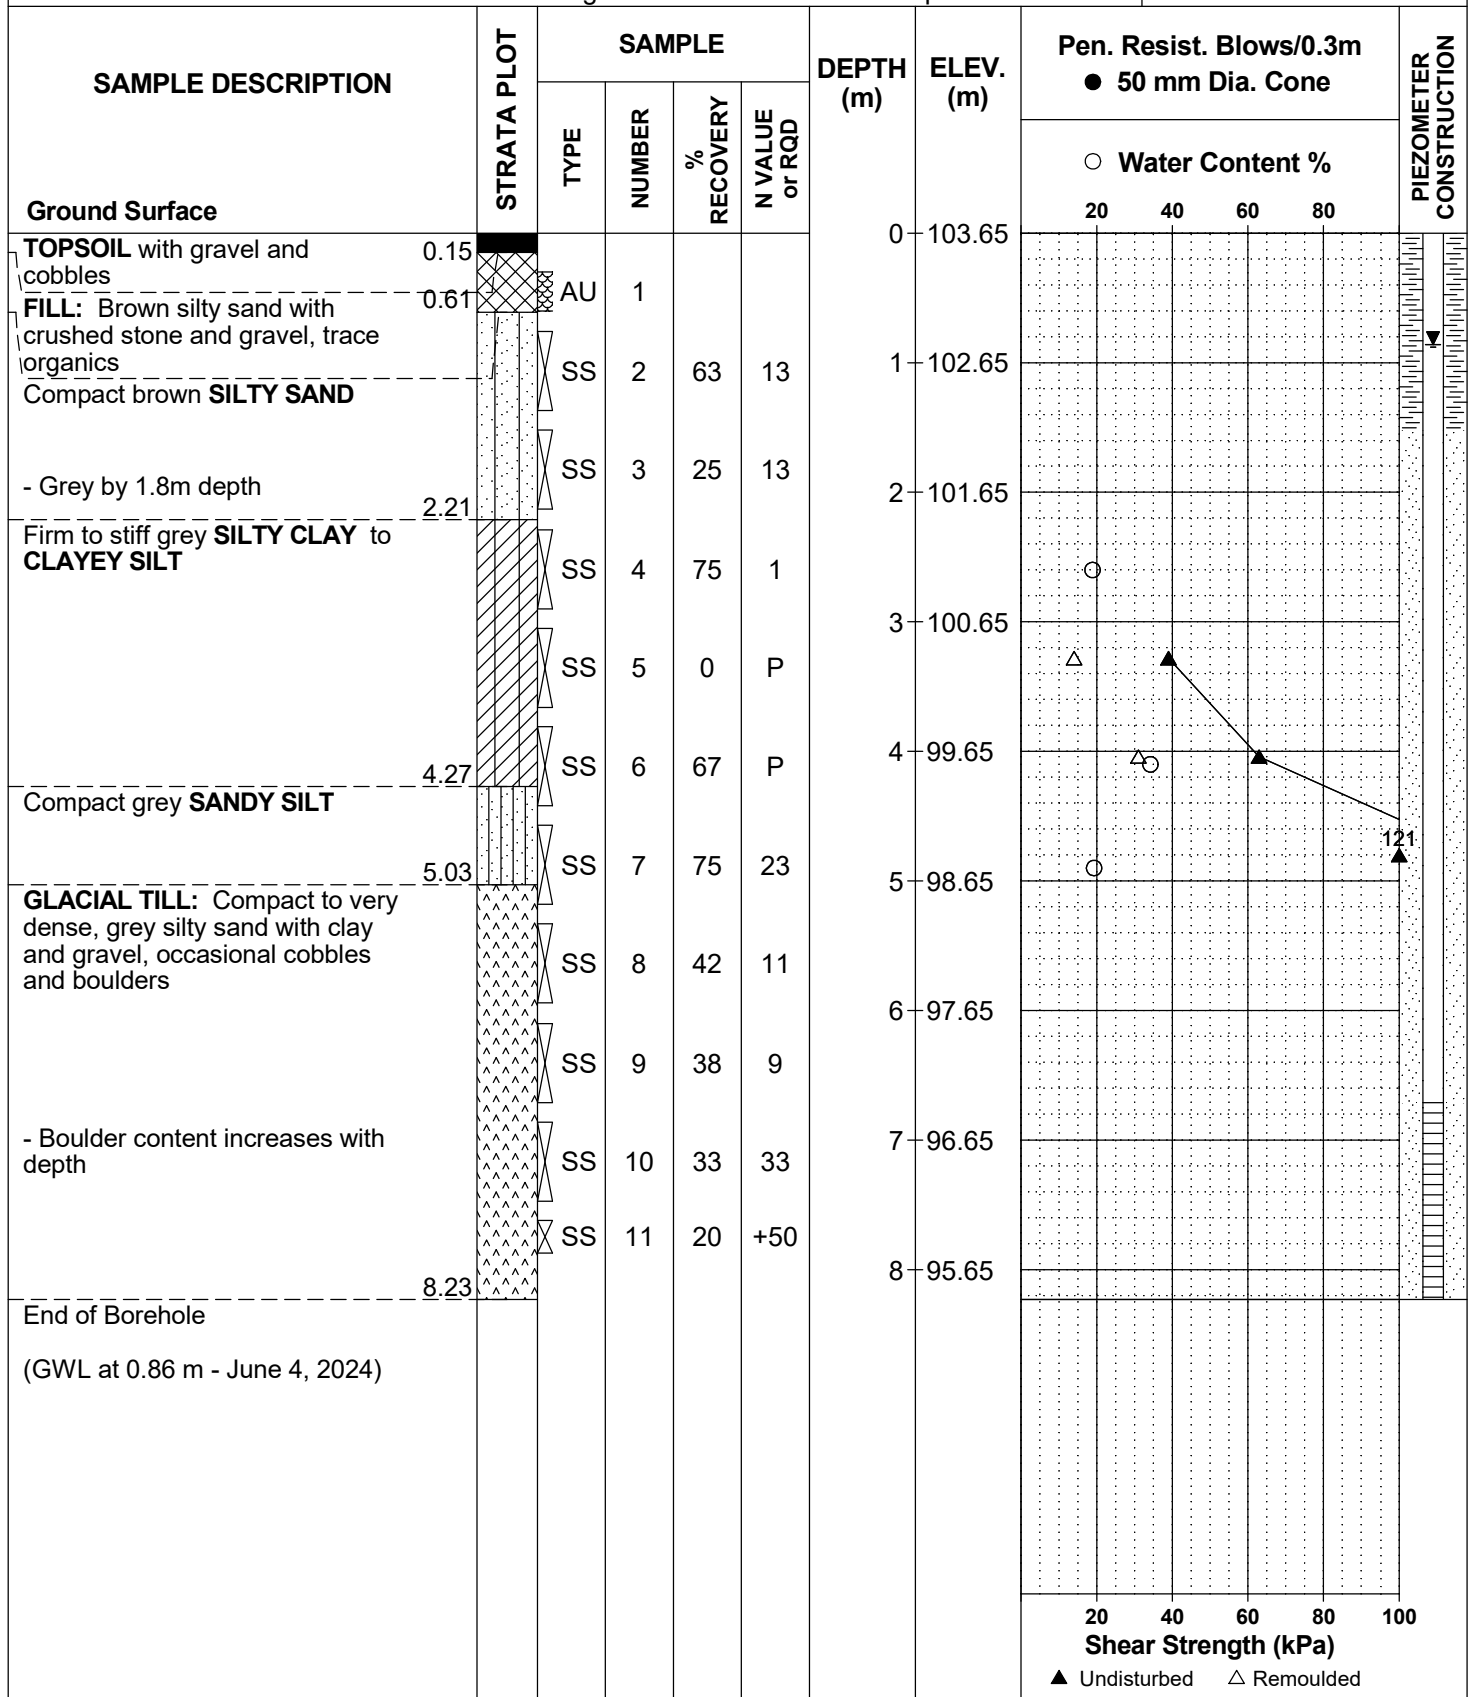 SAMPLE DESCRIPTION
STRATA PLOT
SAMPLE
TYPE
NUMBER
%
RECOVERY
N VALUE
or RQD
DEPTH
(m)
ELEV.
(m)
Pen. Resist. Blows/0.3m
● 50 mm Dia. Cone
○ Water Content %
20 40 60 80
PIEZOMETER
CONSTRUCTION
Ground Surface
0 103.65
TOPSOIL with gravel and
cobbles
0.15
0.61
FILL: Brown silty sand with
crushed stone and gravel, trace
organics
AU 1
SS 2 63 13
1 102.65
Compact brown SILTY SAND
SS 3 25 13
- Grey by 1.8m depth
2 101.65
2.21
Firm to stiff grey SILTY CLAY to
CLAYEY SILT
SS 4 75 1
3 100.65
SS 5 0 P
4 99.65
SS 6 67 P
4.27
Compact grey SANDY SILT
121
SS 7 75 23
5.03
5 98.65
GLACIAL TILL: Compact to very
dense, grey silty sand with clay
and gravel, occasional cobbles
and boulders
SS 8 42 11
6 97.65
SS 9 38 9
- Boulder content increases with
depth
7 96.65
SS 10 33 33
SS 11 20 +50
8 95.65
8.23
End of Borehole
(GWL at 0.86 m - June 4, 2024)
20 40 60 80 100
Shear Strength (kPa)
▲ Undisturbed △ Remoulded